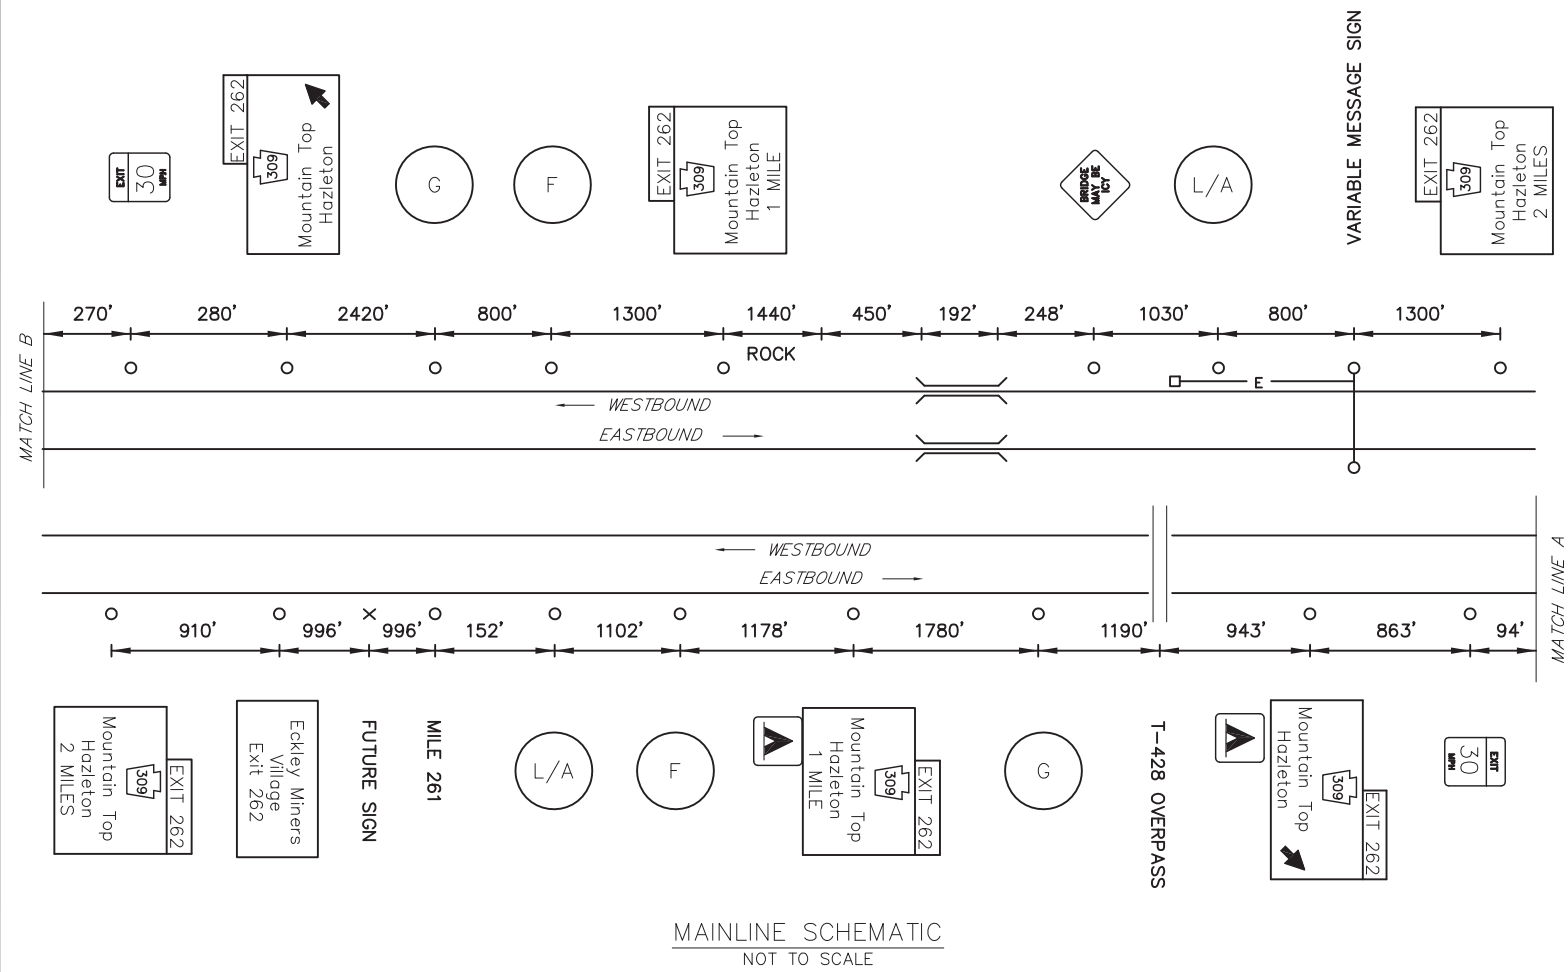 EXIT
30
MPH
EXIT 262
309
Mountain Top
Hazleton
G
F
EXIT 262
309
Mountain Top
Hazleton
1 MILE
BRIDGE
MAY BE
ICY
L/A
VARIABLE MESSAGE SIGN
EXIT 262
309
Mountain Top
Hazleton
2 MILES
270' 280' 2420' 800' 1300' 1440' 450' 192' 248' 1030' 800' 1300'
ROCK
MATCH LINE B
E
WESTBOUND
EASTBOUND
WESTBOUND
EASTBOUND
MATCH LINE A
910' 996' 996' 152' 1102' 1178' 1780' 1190' 943' 863' 94'
EXIT 262
309
Mountain Top
Hazleton
2 MILES
Eckley Miners
Village
Exit 262
FUTURE SIGN
MILE 261
L/A
F
EXIT 262
309
Mountain Top
Hazleton
1 MILE
G
T-428 OVERPASS
EXIT 262
309
Mountain Top
Hazleton
EXIT
30
MPH
MAINLINE SCHEMATIC
NOT TO SCALE